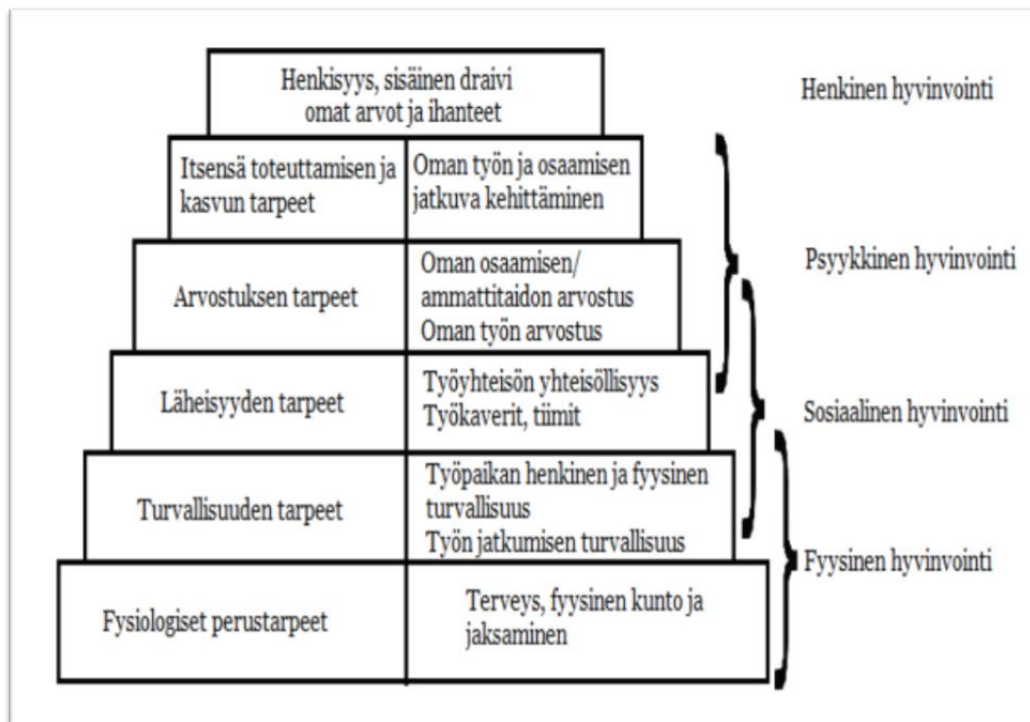 Henkisyys, sisäinen draivi
omat arvot ja ihanteet
Henkinen hyvinvointi
Itsensä toteuttamisen ja
kasvun tarpeet
Oman työn ja osaamisen
jatkuva kehittäminen
Psyykkinen hyvinvointi
Arvostuksen tarpeet
Oman osaamisen/
ammattitaidon arvostus
Oman työn arvostus
Läheisyyden tarpeet
Työyhteisön yhteisöllisyys
Työkaverit, tiimit
Sosiaalinen hyvinvointi
Turvallisuuden tarpeet
Työpaikan henkinen ja fyysinen
turvallisuus
Työn jatkumisen turvallisuus
Fyysinen hyvinvointi
Fysiologiset perustarpeet
Terveys, fyysinen kunto ja
jaksaminen